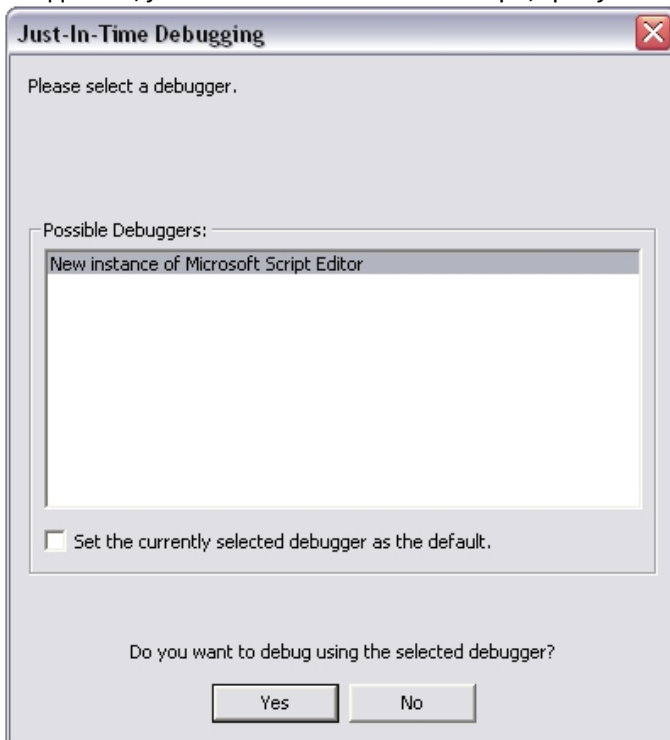 Just-In-Time Debugging
Please select a debugger.
Possible Debuggers:
New instance of Microsoft Script Editor
Set the currently selected debugger as the default.
Do you want to debug using the selected debugger?
Yes No